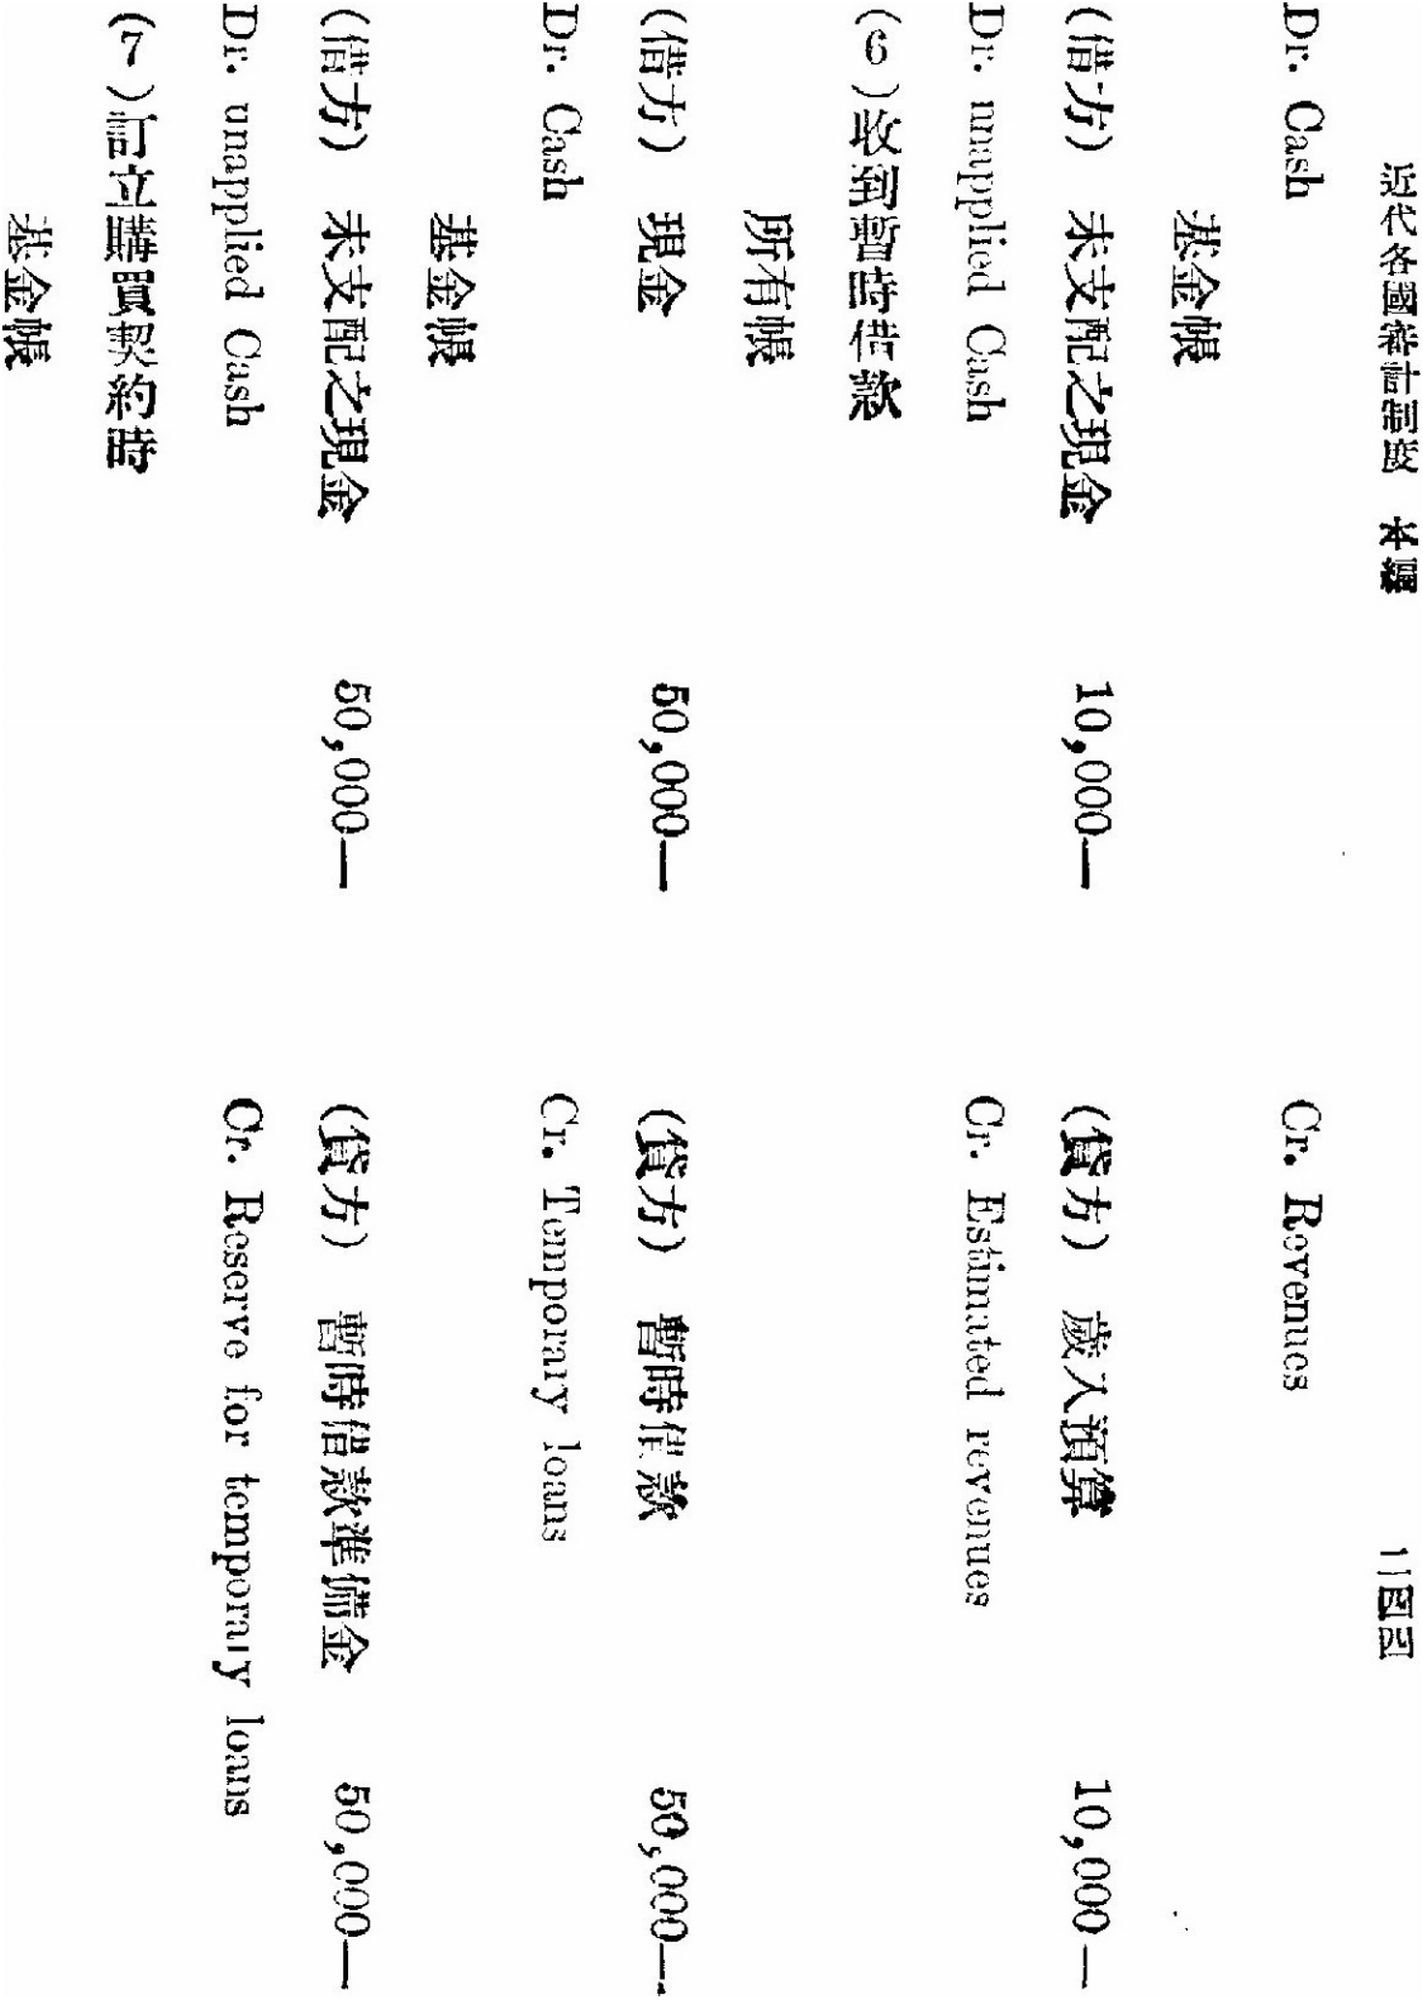 近代各國審計制度　本編　一四四
Dr. Cash　Cr. Revenues
基金帳
(借方)　未支配之現金　10,000—　(貸方)　歲入預算　10,000—
Dr. unapplied Cash　Cr. Estimated revenues
(6)收到暫時借款
所有帳
(借方)　現金　50,000—　(貸方)　暫時借款　50,000—
Dr. Cash　Cr. Temporary loans
基金帳
(借方)　未支配之現金　50,000—　(貸方)　暫時借款準備金　50,000—
Dr. unapplied Cash　Cr. Reserve for temporary loans
(7)訂立購買契約時
基金帳